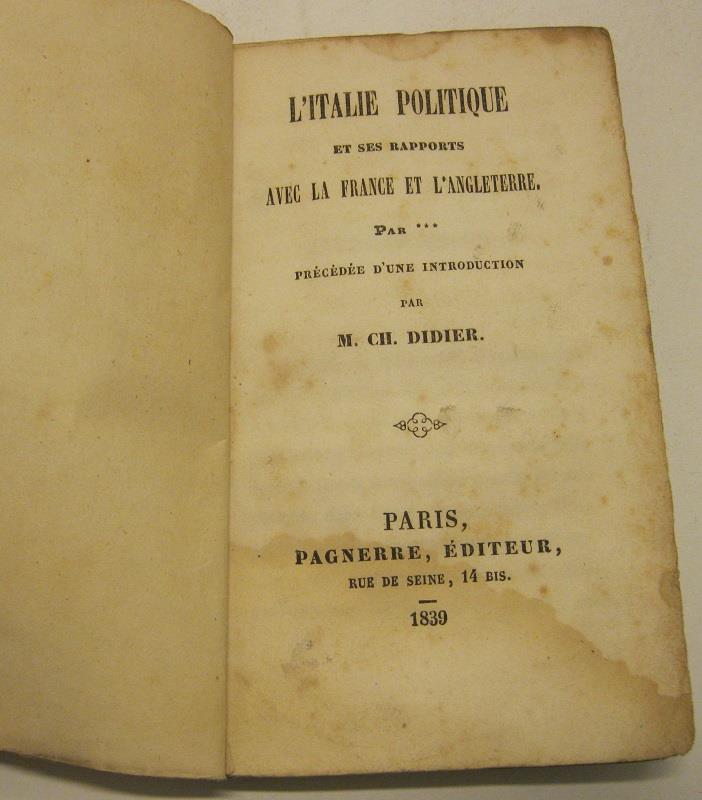 L'ITALIE POLITIQUE
ET SES RAPPORTS
AVEC LA FRANCE ET L'ANGLETERRE.
PAR ***
PRÉCÉDÉE D'UNE INTRODUCTION
PAR
M. CH. DIDIER.
PARIS,
PAGNERRE, ÉDITEUR,
RUE DE SEINE, 14 BIS.
1839